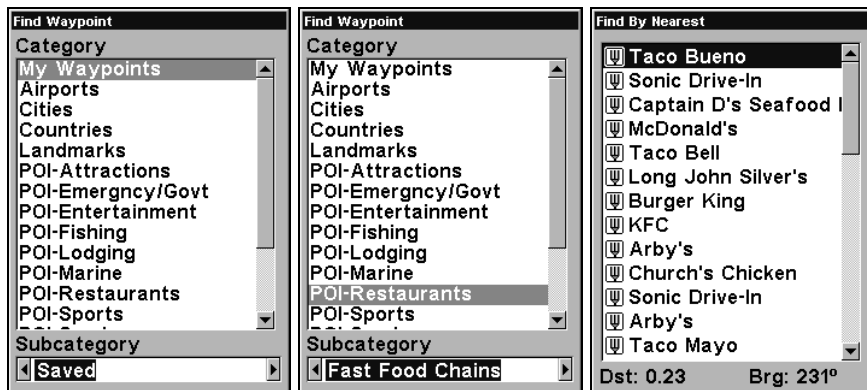 Find Waypoint
Category
My Waypoints
Airports
Cities
Countries
Landmarks
POI-Attractions
POI-Emergncy/Govt
POI-Entertainment
POI-Fishing
POI-Lodging
POI-Marine
POI-Restaurants
POI-Sports
Subcategory
Saved
Find Waypoint
Category
My Waypoints
Airports
Cities
Countries
Landmarks
POI-Attractions
POI-Emergncy/Govt
POI-Entertainment
POI-Fishing
POI-Lodging
POI-Marine
POI-Restaurants
POI-Sports
Subcategory
Fast Food Chains
Find By Nearest
Taco Bueno
Sonic Drive-In
Captain D's Seafood
McDonald's
Taco Bell
Long John Silver's
Burger King
KFC
Arby's
Church's Chicken
Sonic Drive-In
Arby's
Taco Mayo
Dst: 0.23 Brg: 231º